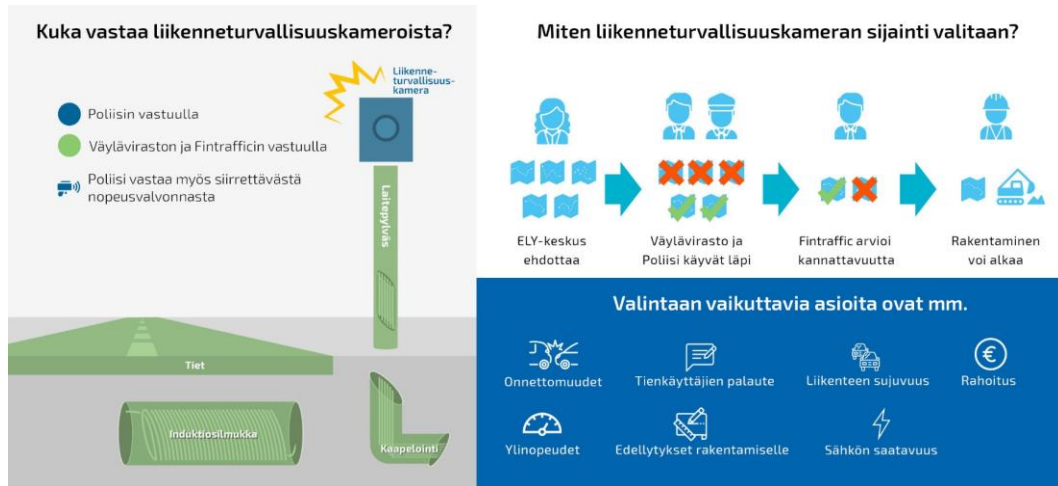 Kuka vastaa liikenneturvallisuuskameroista?
Liikenne-
turvallisuus-
kamera
Poliisin vastuulla
Väyläviraston ja Fintrafficin vastuulla
Poliisi vastaa myös siirrettävästä
nopeusvalvonnasta
Laitepylväs
Tiet
Induktiosilmukka
Kaapelointi
Miten liikenneturvallisuuskameran sijainti valitaan?
ELY-keskus
ehdottaa
Väylävirasto ja
Poliisi käyvät läpi
Fintraffic arvioi
kannattavuutta
Rakentaminen
voi alkaa
Valintaan vaikuttavia asioita ovat mm.
Onnettomuudet
Tienkäyttäjien palaute
Liikenteen sujuvuus
Rahoitus
Ylinopeudet
Edellytykset rakentamiselle
Sähkön saatavuus